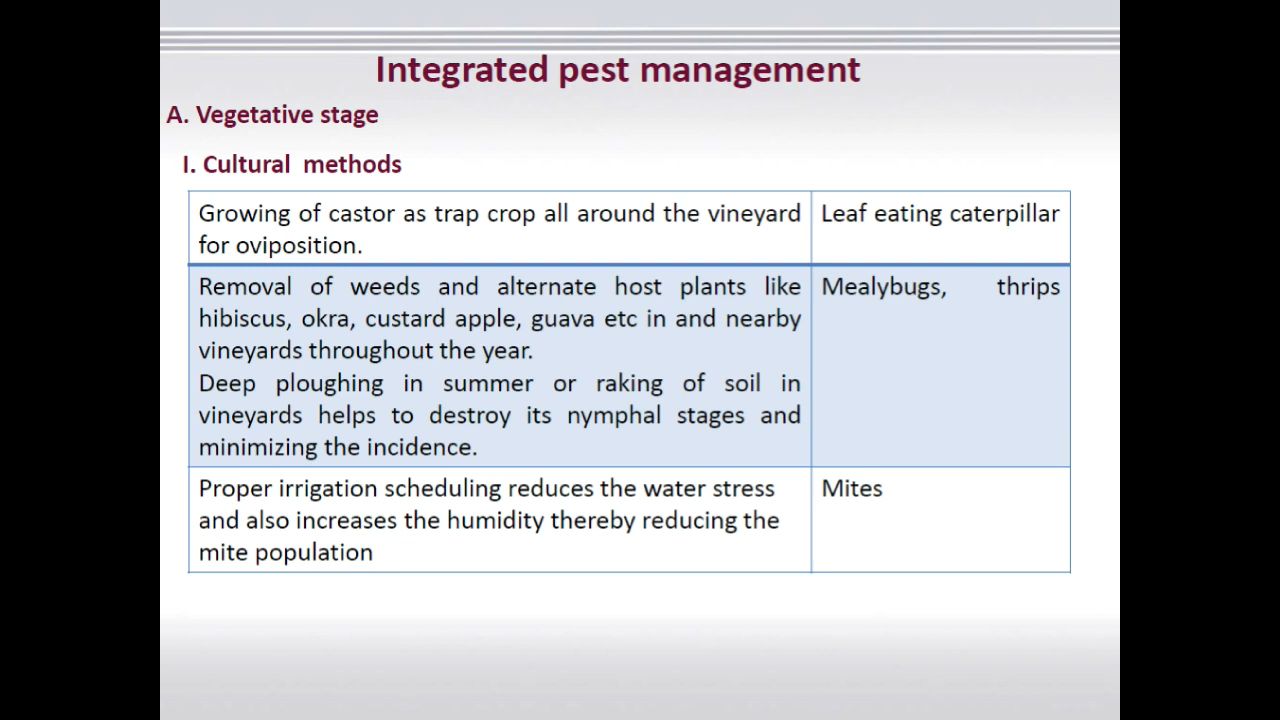 Integrated pest management
A. Vegetative stage
I. Cultural methods
Growing of castor as trap crop all around the vineyard
for oviposition.
Leaf eating caterpillar
Removal of weeds and alternate host plants like
hibiscus, okra, custard apple, guava etc in and nearby
vineyards throughout the year.
Deep ploughing in summer or raking of soil in
vineyards helps to destroy its nymphal stages and
minimizing the incidence.
Mealybugs, thrips
Proper irrigation scheduling reduces the water stress
and also increases the humidity thereby reducing the
mite population
Mites